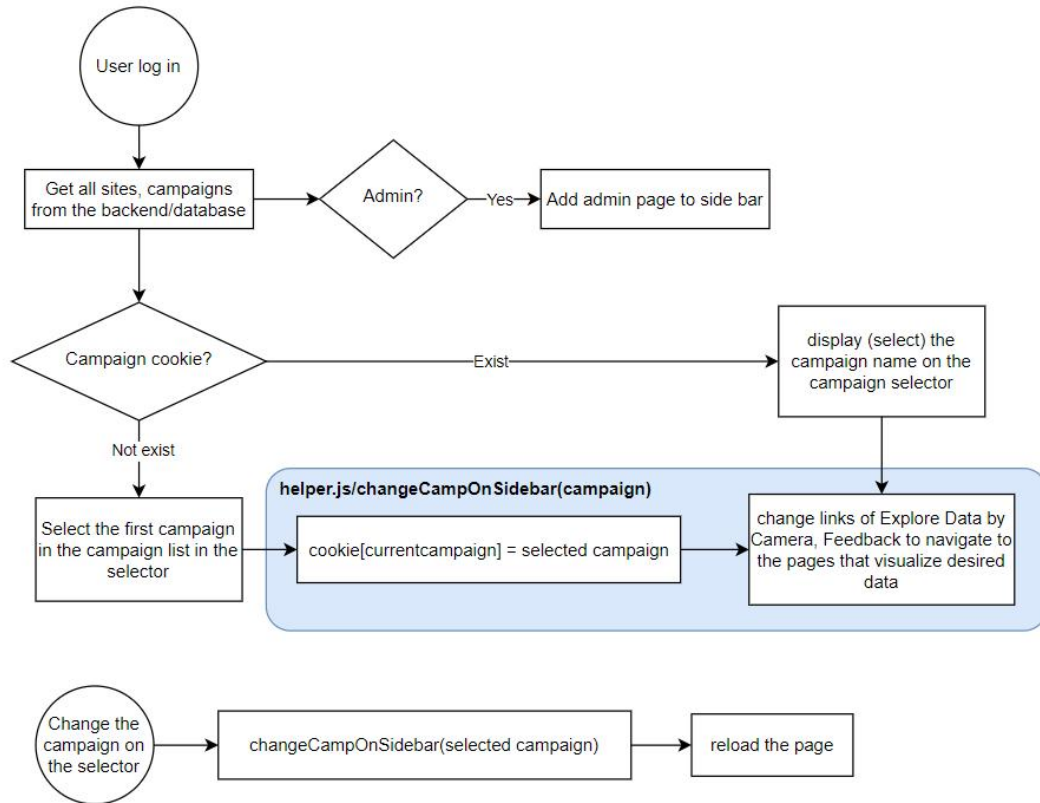 User log in
Get all sites, campaigns
from the backend/database
Admin?
Yes
Add admin page to side bar
Campaign cookie?
Exist
display (select) the
campaign name on the
campaign selector
Not exist
helper.js/changeCampOnSidebar(campaign)
Select the first campaign
in the campaign list in the
selector
cookie[currentcampaign] = selected campaign
change links of Explore Data by
Camera, Feedback to navigate to
the pages that visualize desired
data
Change the
campaign on
the selector
changeCampOnSidebar(selected campaign)
reload the page